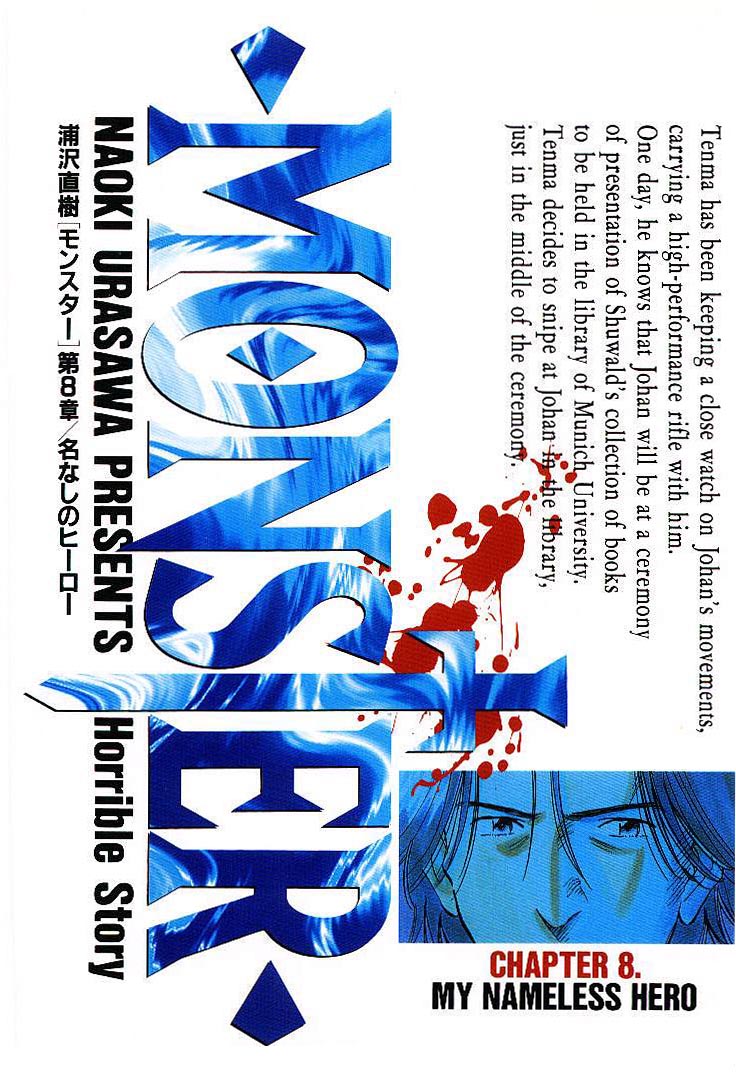 Tenma has been keeping a close watch on Johan's movements,
carrying a high-performance rifle with him.
One day, he knows that Johan will be at a ceremony
of presentation of Shuwald's collection of books
to be held in the library of Munich University.
Tenma decides to snipe at Johan in the library,
just in the middle of the ceremony.
MONSTER
NAOKI URASAWA PRESENTS Horrible Story
浦沢直樹[モンスター]第8章/名なしのヒーロー
CHAPTER 8.
MY NAMELESS HERO